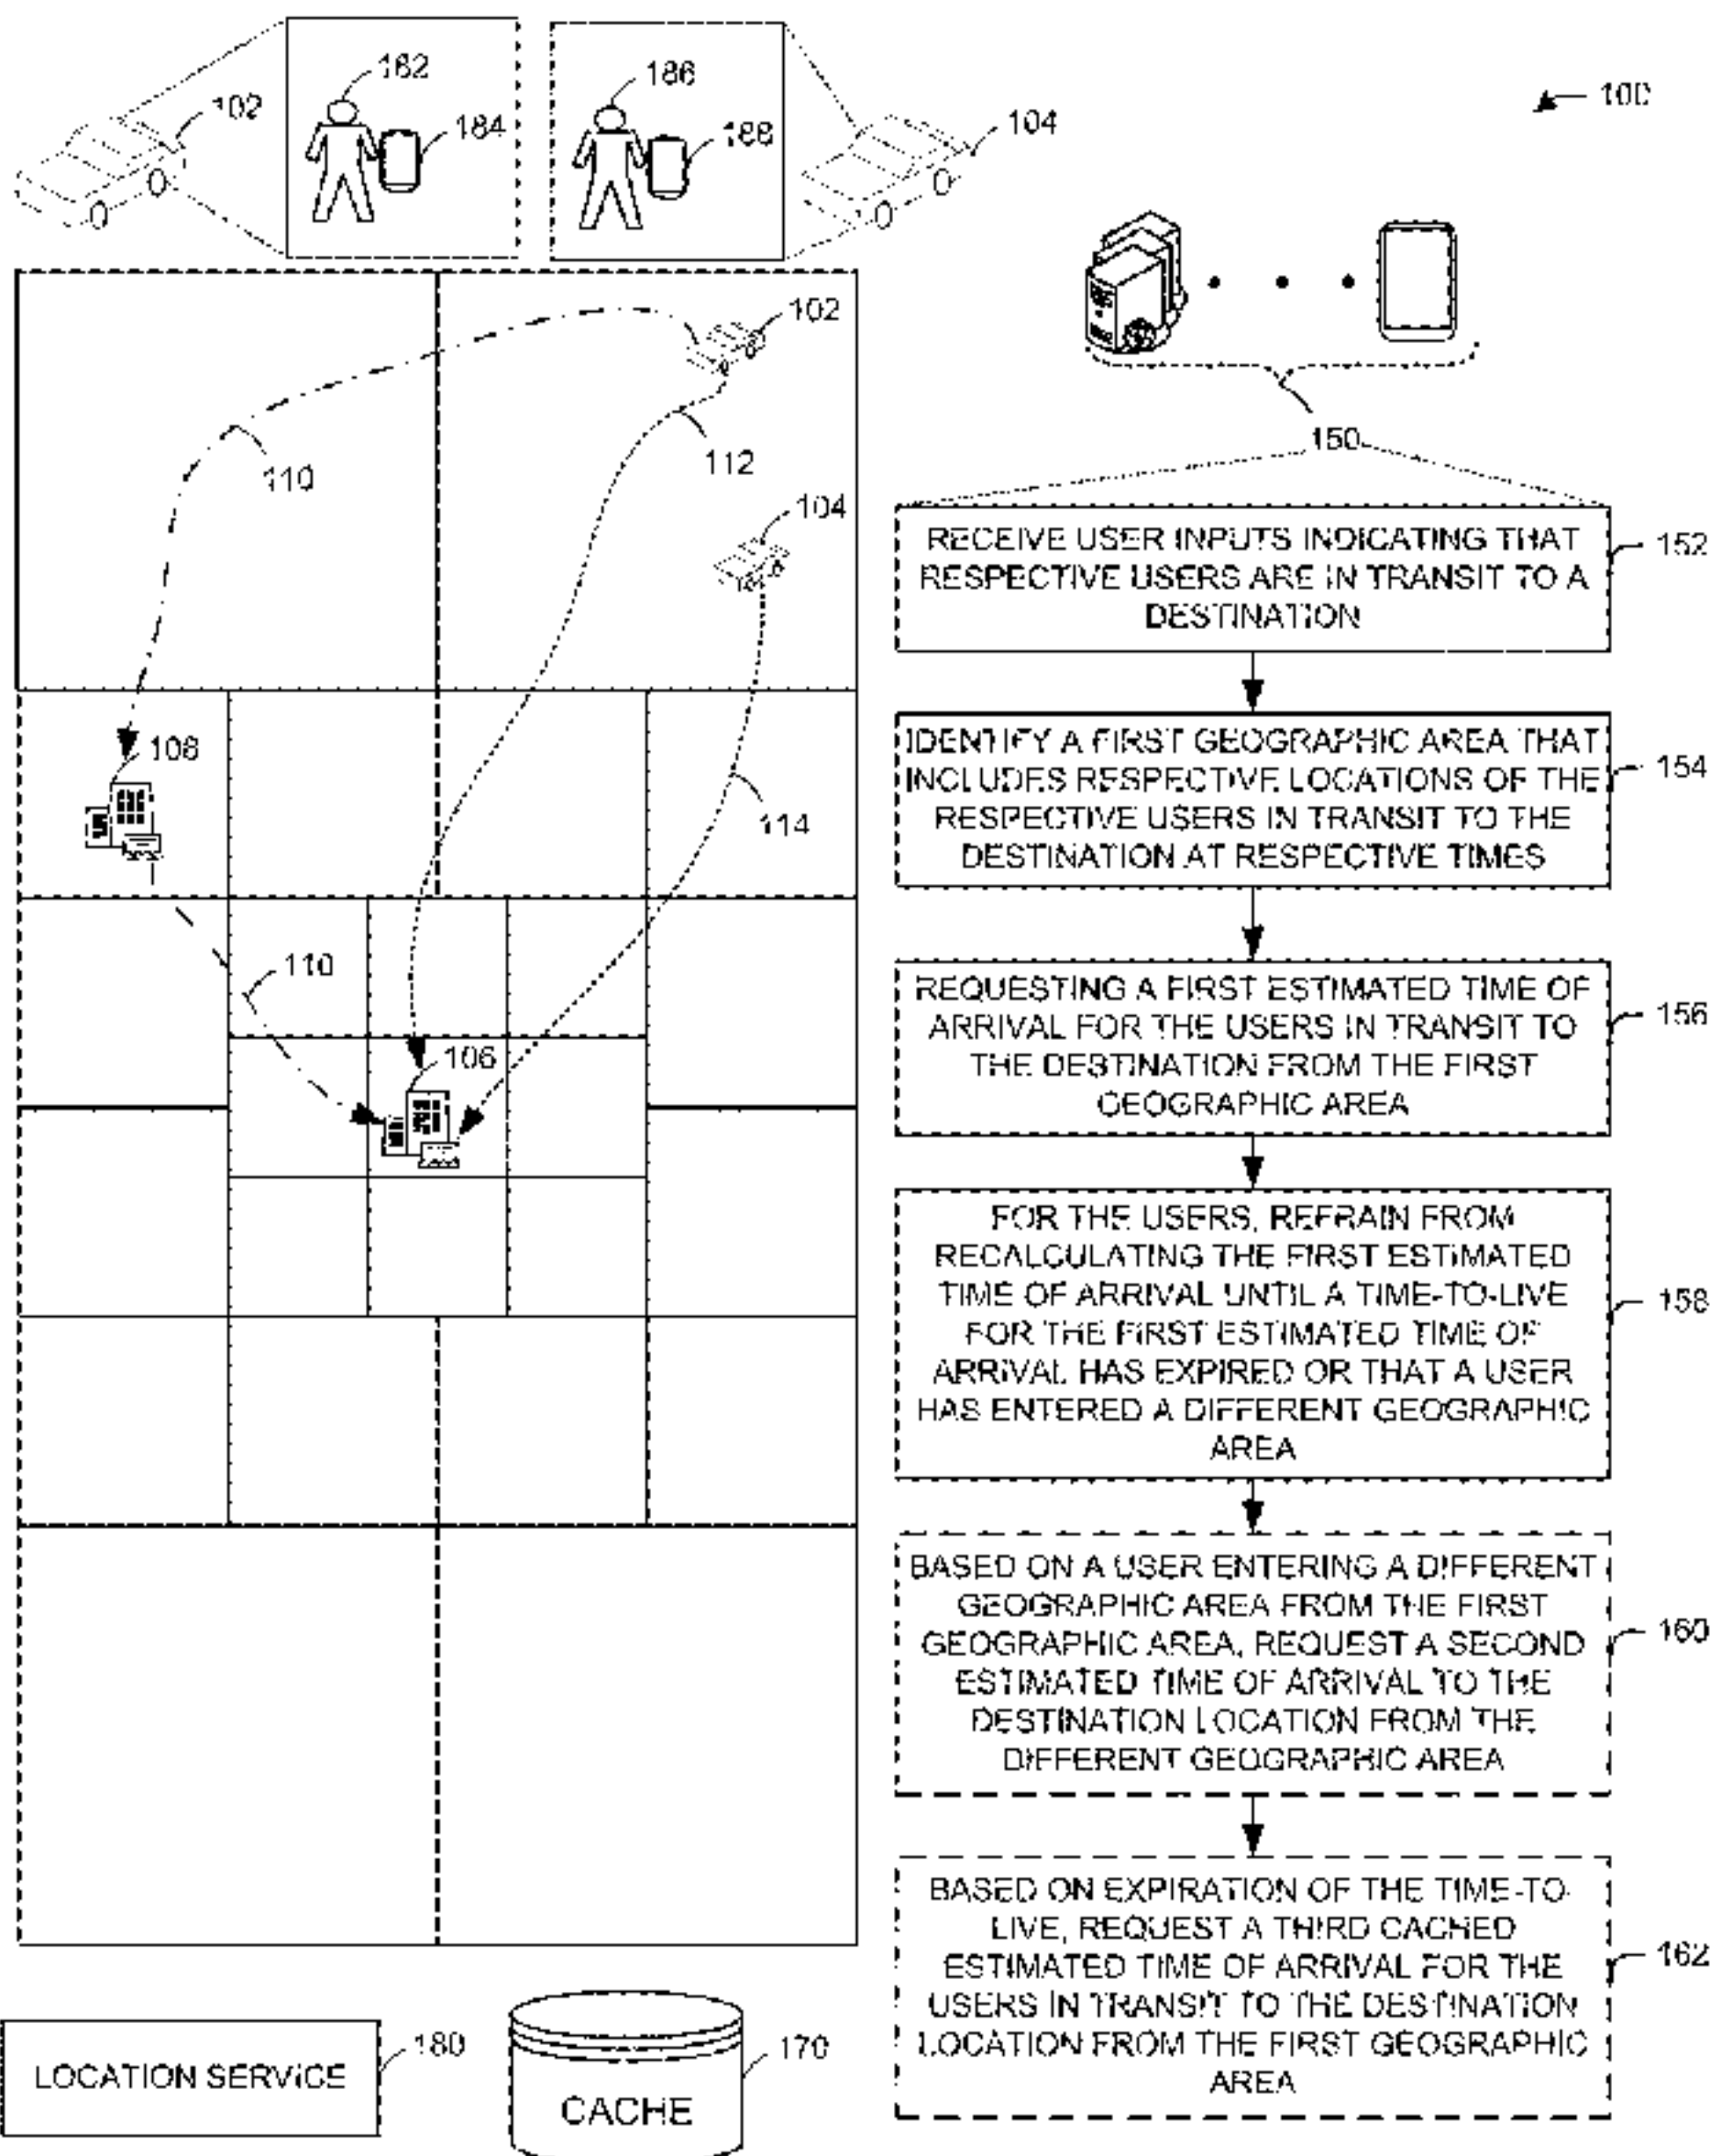 100
182
184
102
186
188
104
102
110
112
104
108
114
110
106
150
RECEIVE USER INPUTS INDICATING THAT
RESPECTIVE USERS ARE IN TRANSIT TO A
DESTINATION
152
IDENTIFY A FIRST GEOGRAPHIC AREA THAT
INCLUDES RESPECTIVE LOCATIONS OF THE
RESPECTIVE USERS IN TRANSIT TO THE
DESTINATION AT RESPECTIVE TIMES
154
REQUESTING A FIRST ESTIMATED TIME OF
ARRIVAL FOR THE USERS IN TRANSIT TO
THE DESTINATION FROM THE FIRST
GEOGRAPHIC AREA
156
FOR THE USERS, REFRAIN FROM
RECALCULATING THE FIRST ESTIMATED
TIME OF ARRIVAL UNTIL A TIME-TO-LIVE
FOR THE FIRST ESTIMATED TIME OF
ARRIVAL HAS EXPIRED OR THAT A USER
HAS ENTERED A DIFFERENT GEOGRAPHIC
AREA
158
BASED ON A USER ENTERING A DIFFERENT
GEOGRAPHIC AREA FROM THE FIRST
GEOGRAPHIC AREA, REQUEST A SECOND
ESTIMATED TIME OF ARRIVAL TO THE
DESTINATION LOCATION FROM THE
DIFFERENT GEOGRAPHIC AREA
160
BASED ON EXPIRATION OF THE TIME-TO-
LIVE, REQUEST A THIRD CACHED
ESTIMATED TIME OF ARRIVAL FOR THE
USERS IN TRANSIT TO THE DESTINATION
LOCATION FROM THE FIRST GEOGRAPHIC
AREA
162
LOCATION SERVICE
180
CACHE
170